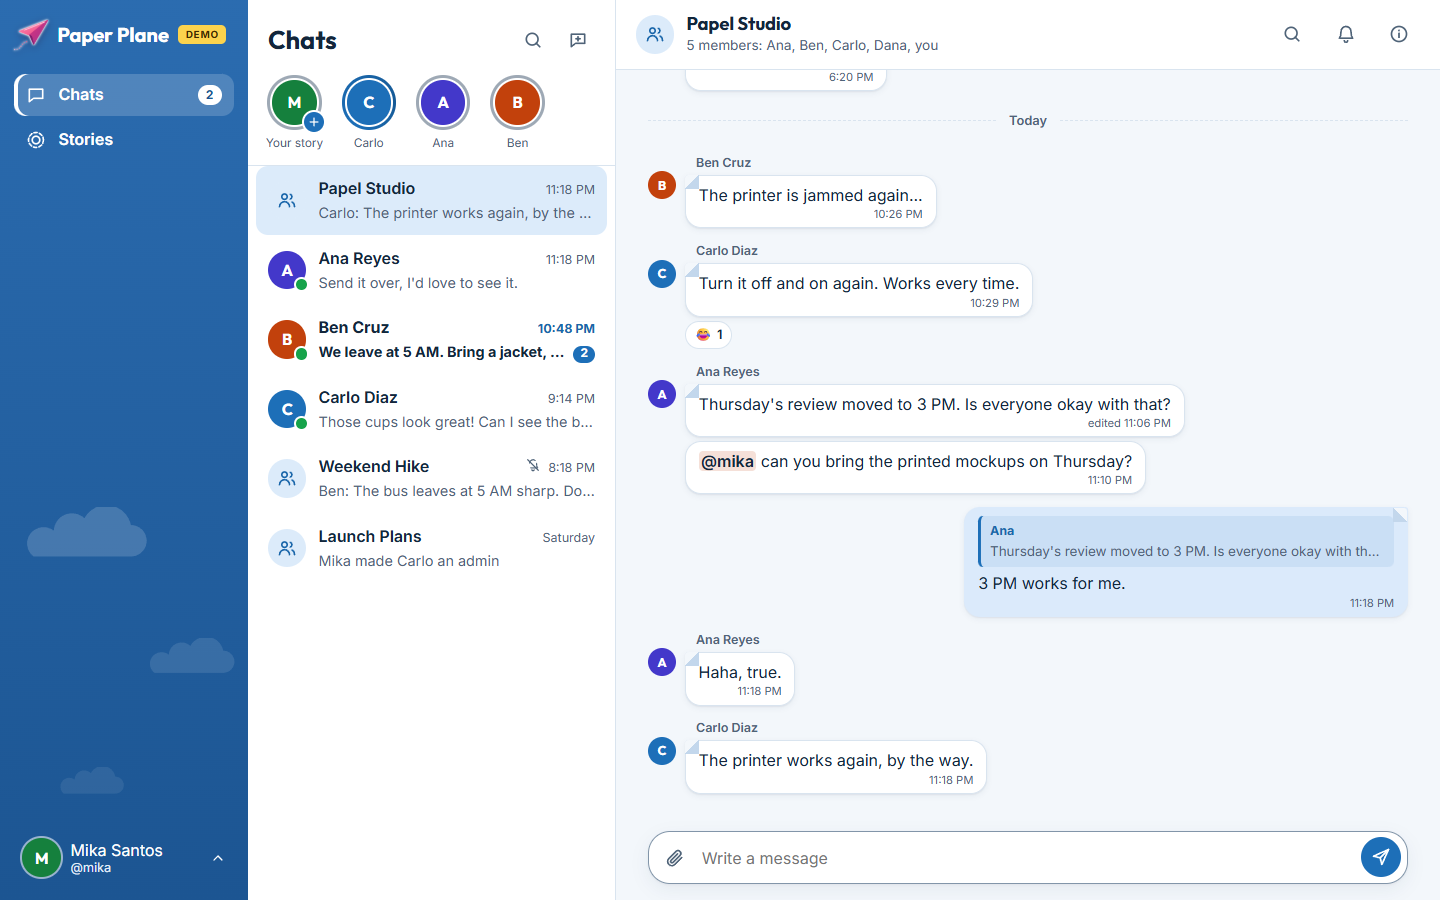 Paper Plane
DEMO
Chats
2
Stories
M
Mika Santos
@mika
Chats
M
C
A
B
Your story
Carlo
Ana
Ben
Papel Studio
11:18 PM
Carlo: The printer works again, by the ...
A
Ana Reyes
11:18 PM
Send it over, I'd love to see it.
B
Ben Cruz
10:48 PM
We leave at 5 AM. Bring a jacket, ...
2
C
Carlo Diaz
9:14 PM
Those cups look great! Can I see the b...
Weekend Hike
8:18 PM
Ben: The bus leaves at 5 AM sharp. Do...
Launch Plans
Saturday
Mika made Carlo an admin
Papel Studio
5 members: Ana, Ben, Carlo, Dana, you
6:20 PM
Today
Ben Cruz
B
The printer is jammed again...
10:26 PM
Carlo Diaz
C
Turn it off and on again. Works every time.
10:29 PM
😂 1
Ana Reyes
A
Thursday's review moved to 3 PM. Is everyone okay with that?
edited 11:06 PM
@mika can you bring the printed mockups on Thursday?
11:10 PM
Ana
Thursday's review moved to 3 PM. Is everyone okay with th...
3 PM works for me.
11:18 PM
Ana Reyes
A
Haha, true.
11:18 PM
Carlo Diaz
C
The printer works again, by the way.
11:18 PM
Write a message